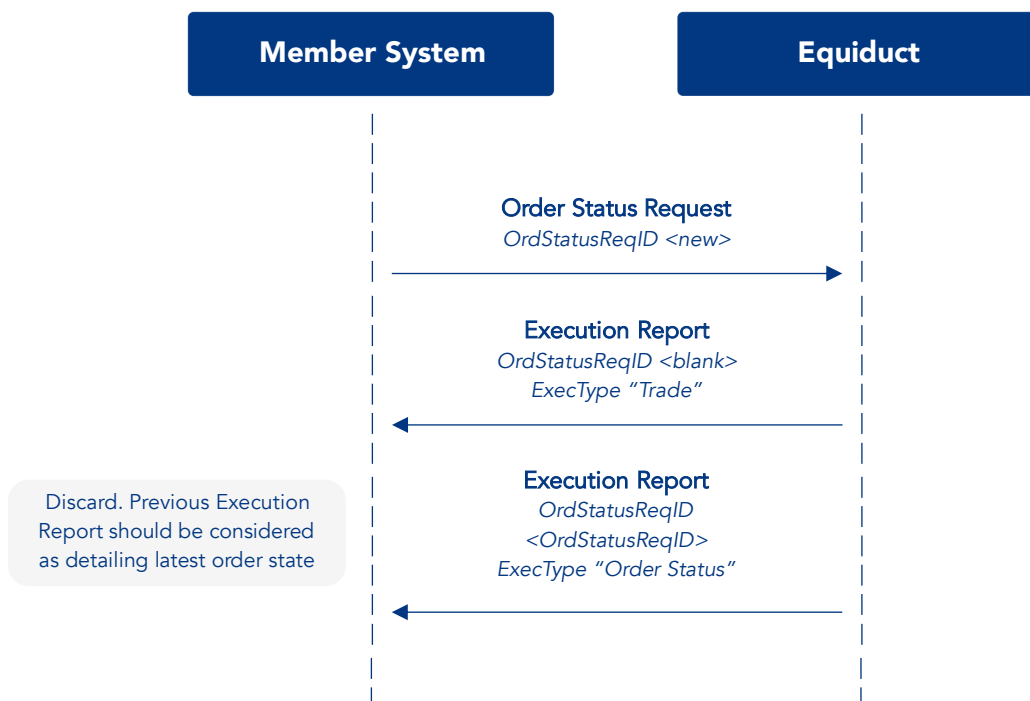 Member System
Equiduct
Order Status Request
OrdStatusReqID <new>
Execution Report
OrdStatusReqID <blank>
ExecType “Trade”
Execution Report
OrdStatusReqID
<OrdStatusReqID>
ExecType “Order Status”
Discard. Previous Execution
Report should be considered
as detailing latest order state